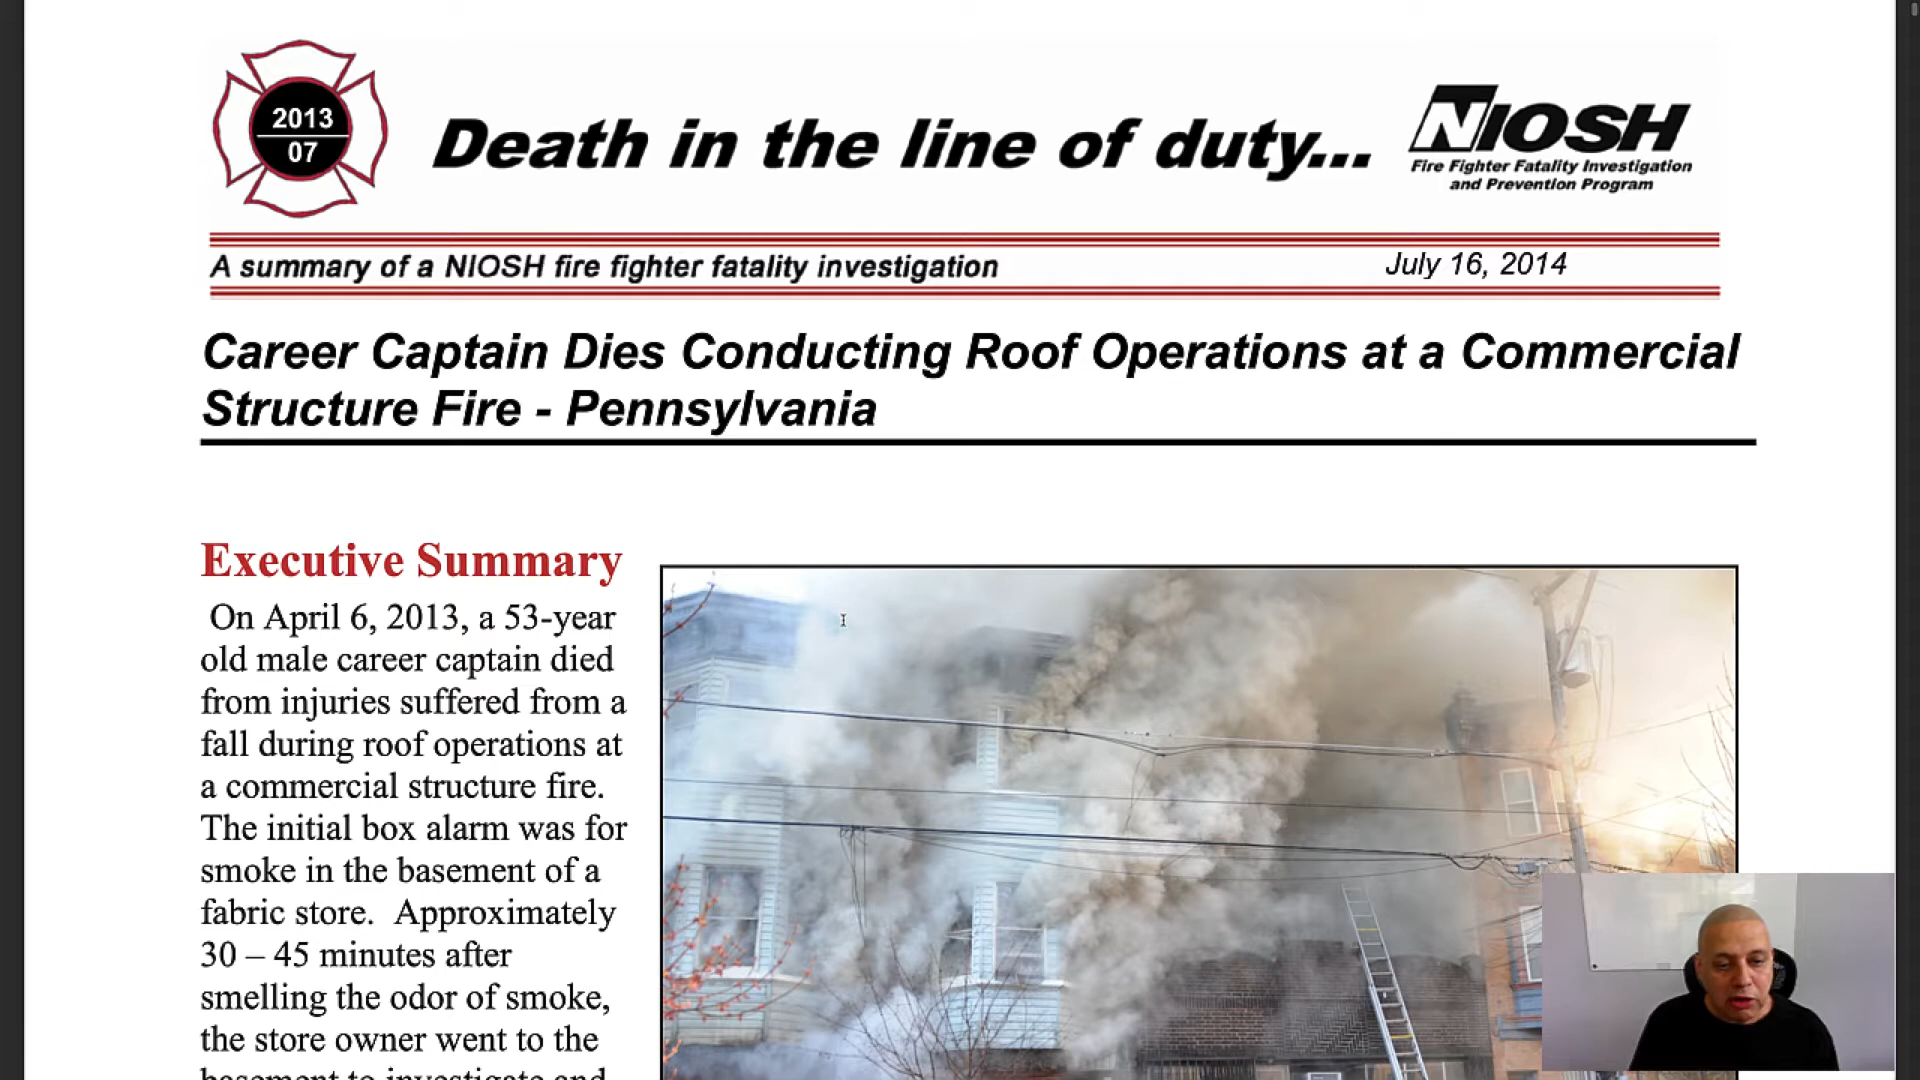 2013
07
Death in the line of duty...
NIOSH
Fire Fighter Fatality Investigation
and Prevention Program
A summary of a NIOSH fire fighter fatality investigation
July 16, 2014
Career Captain Dies Conducting Roof Operations at a Commercial
Structure Fire - Pennsylvania
Executive Summary
On April 6, 2013, a 53-year
old male career captain died
from injuries suffered from a
fall during roof operations at
a commercial structure fire.
The initial box alarm was for
smoke in the basement of a
fabric store. Approximately
30 – 45 minutes after
smelling the odor of smoke,
the store owner went to the
basement to investigate and